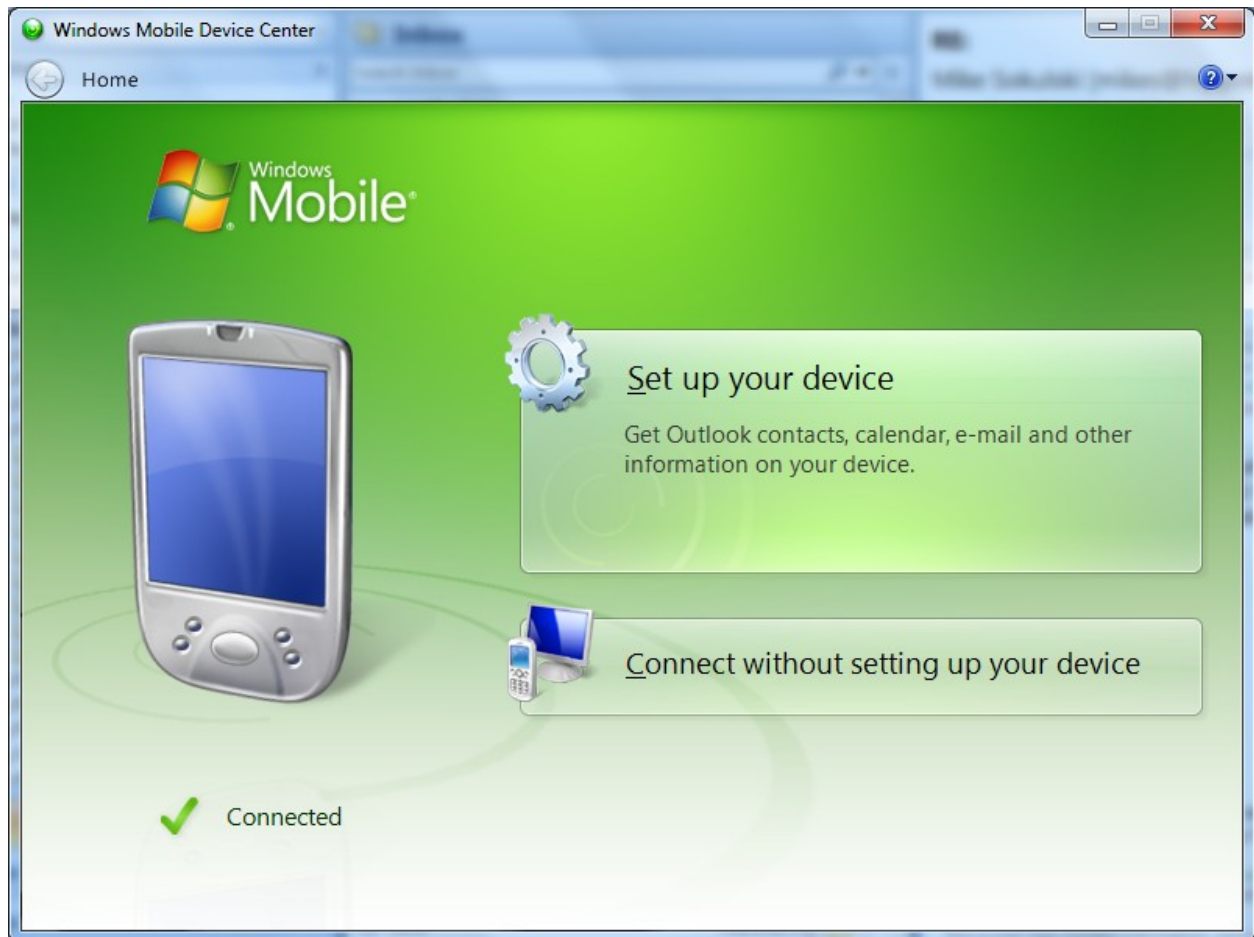 Windows Mobile Device Center
Inbox
Home
Windows
Mobile®
Set up your device
Get Outlook contacts, calendar, e-mail and other
information on your device.
Connect without setting up your device
Connected